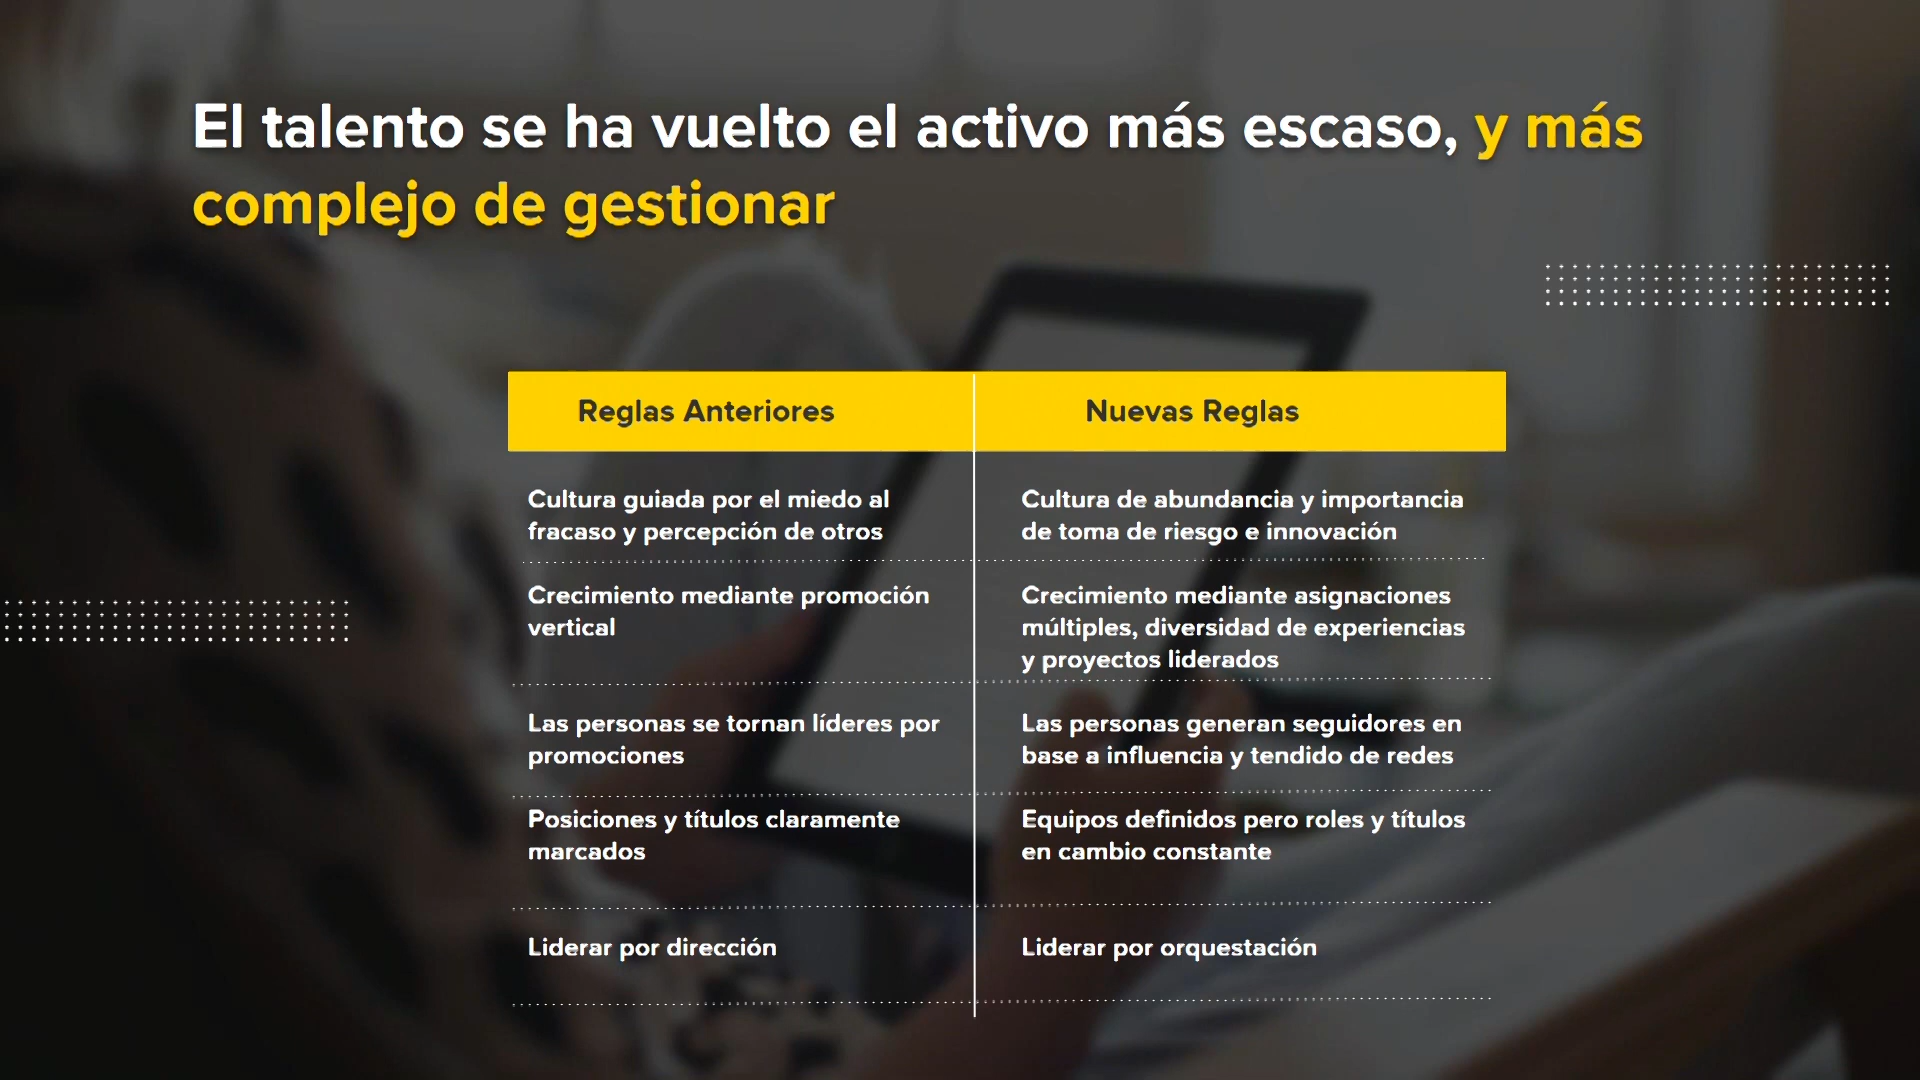 El talento se ha vuelto el activo más escaso, y más
complejo de gestionar
Reglas Anteriores
Nuevas Reglas
Cultura guiada por el miedo al
fracaso y percepción de otros
Cultura de abundancia y importancia
de toma de riesgo e innovación
Crecimiento mediante promoción
vertical
Crecimiento mediante asignaciones
múltiples, diversidad de experiencias
y proyectos liderados
Las personas se tornan líderes por
promociones
Las personas generan seguidores en
base a influencia y tendido de redes
Posiciones y títulos claramente
marcados
Equipos definidos pero roles y títulos
en cambio constante
Liderar por dirección
Liderar por orquestación